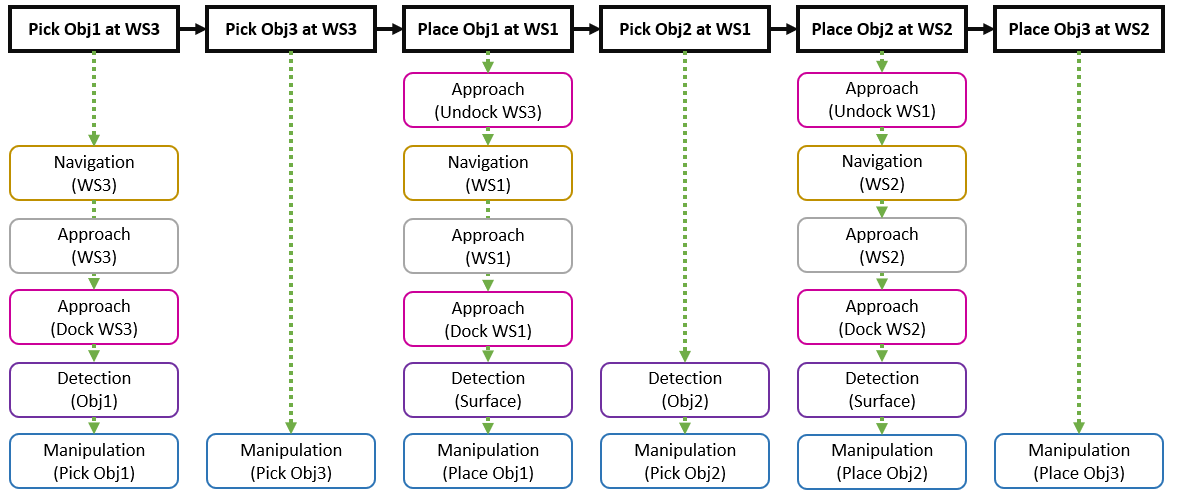 Pick Obj1 at WS3
Pick Obj3 at WS3
Place Obj1 at WS1
Pick Obj2 at WS1
Place Obj2 at WS2
Place Obj3 at WS2
Approach
(Undock WS3)
Approach
(Undock WS1)
Navigation
(WS3)
Navigation
(WS1)
Navigation
(WS2)
Approach
(WS3)
Approach
(WS1)
Approach
(WS2)
Approach
(Dock WS3)
Approach
(Dock WS1)
Approach
(Dock WS2)
Detection
(Obj1)
Detection
(Surface)
Detection
(Obj2)
Detection
(Surface)
Manipulation
(Pick Obj1)
Manipulation
(Pick Obj3)
Manipulation
(Place Obj1)
Manipulation
(Pick Obj2)
Manipulation
(Place Obj2)
Manipulation
(Place Obj3)